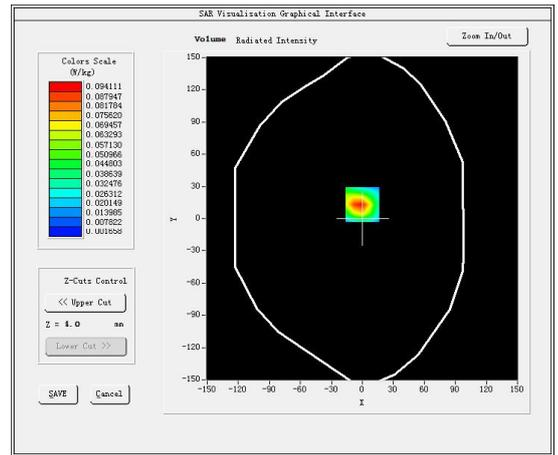 SAR Visualisation Graphical Interface
Volume Radiated Intensity
Zoom In/Out
Colors Scale
(W/kg)
0.094111
0.087947
0.081784
0.075620
0.069457
0.063293
0.057130
0.050966
0.044803
0.038639
0.032476
0.026312
0.020149
0.013985
0.007822
0.001658
Z-Cuts Control
<< Upper Cut
Z = 4.0 mm
Lower Cut >>
SAVE Cancel
150
120
90
60
30
0
-30
-60
-90
-120
-150
Y
-150 -120 -90 -60 -30 0 30 60 90 120 150
X